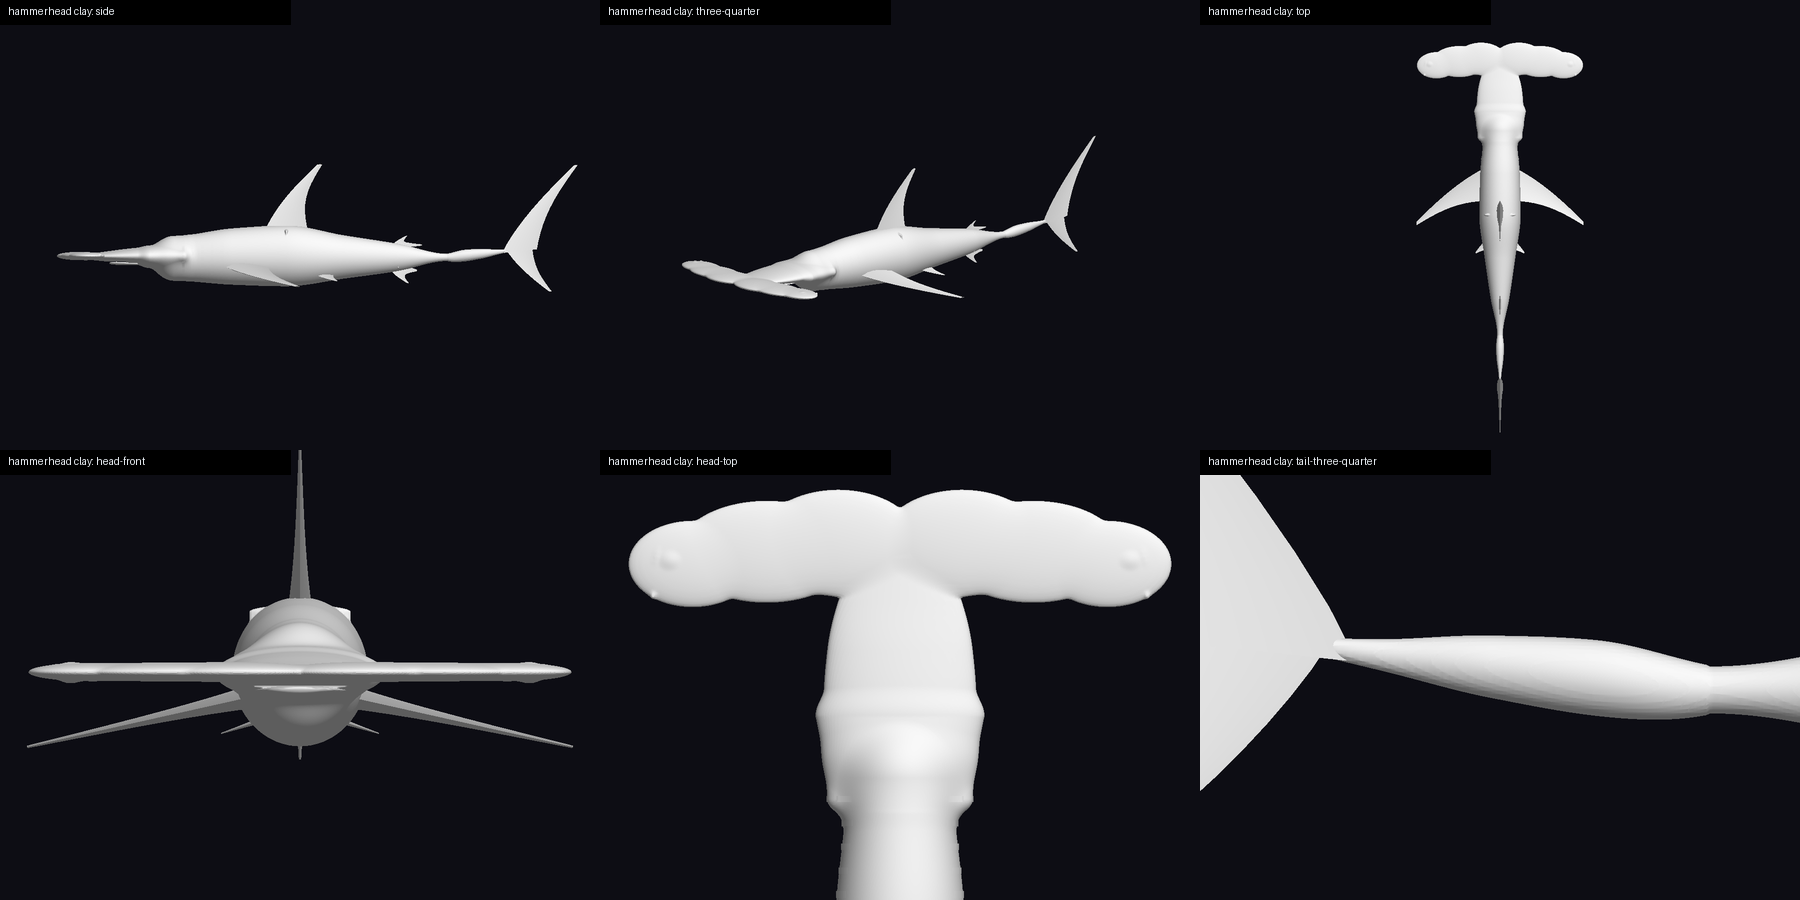 hammerhead clay: side
hammerhead clay: three-quarter
hammerhead clay: top
hammerhead clay: head-front
hammerhead clay: head-top
hammerhead clay: tail-three-quarter